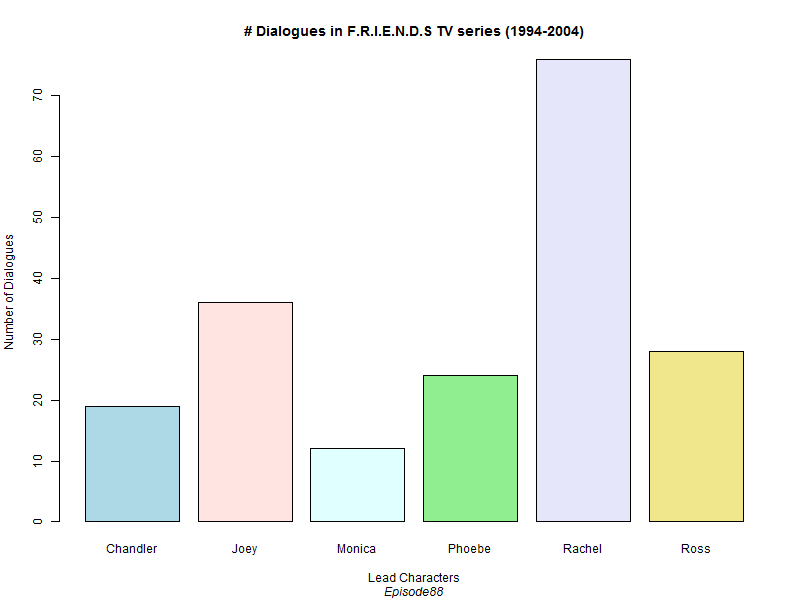 # Dialogues in F.R.I.E.N.D.S TV series (1994-2004)
Number of Dialogues
70
60
50
40
30
20
10
0
Chandler Joey Monica Phoebe Rachel Ross
Lead Characters
Episode88